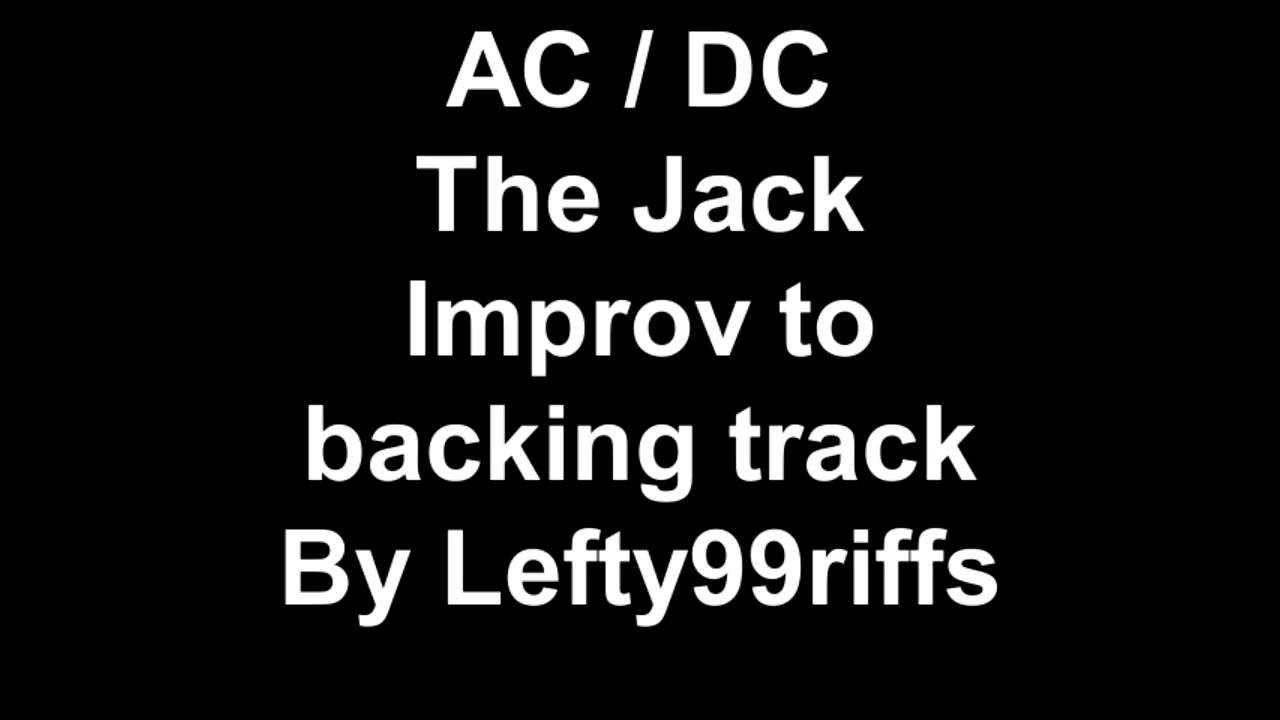 AC / DC
The Jack
Improv to
backing track
By Lefty99riffs